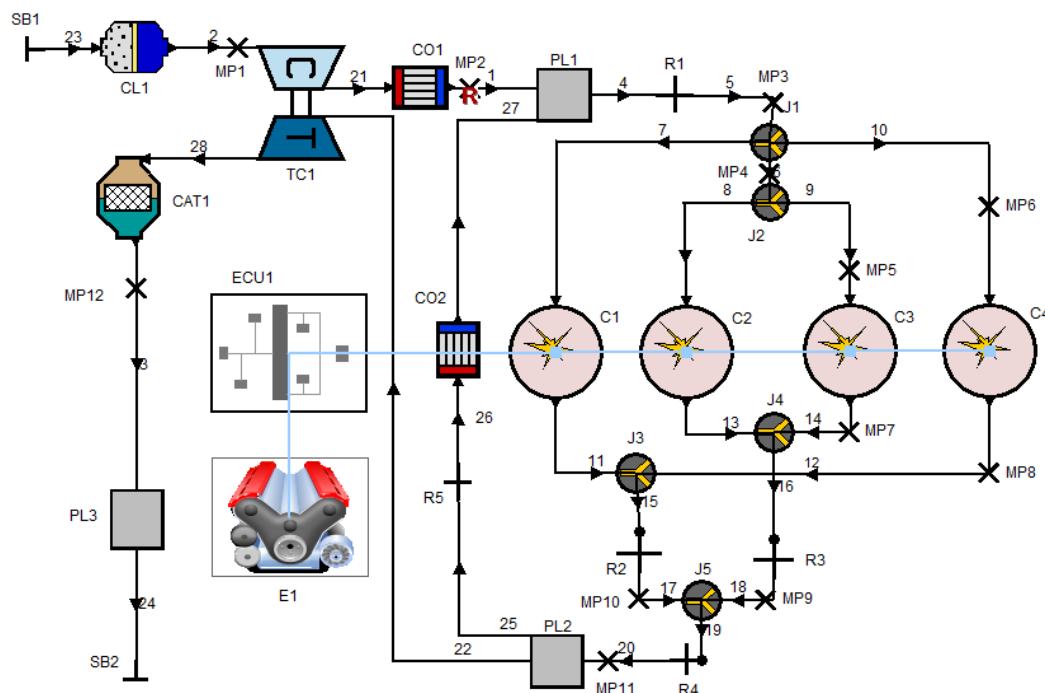 SB1
23
CL1
2
MP1
C
21
CO1
MP2
R
1
PL1
4
R1
5
MP3
J1
27
7
10
28
T
TC1
MP4
6
8
9
J2
MP6
CAT1
MP5
MP12
ECU1
CO2
C1
C2
C3
C4
3
26
13
J4
14
MP7
J3
11
12
MP8
R5
15
16
PL3
R2
R3
J5
E1
MP10
17
18
MP9
24
25
PL2
19
SB2
22
20
MP11
R4